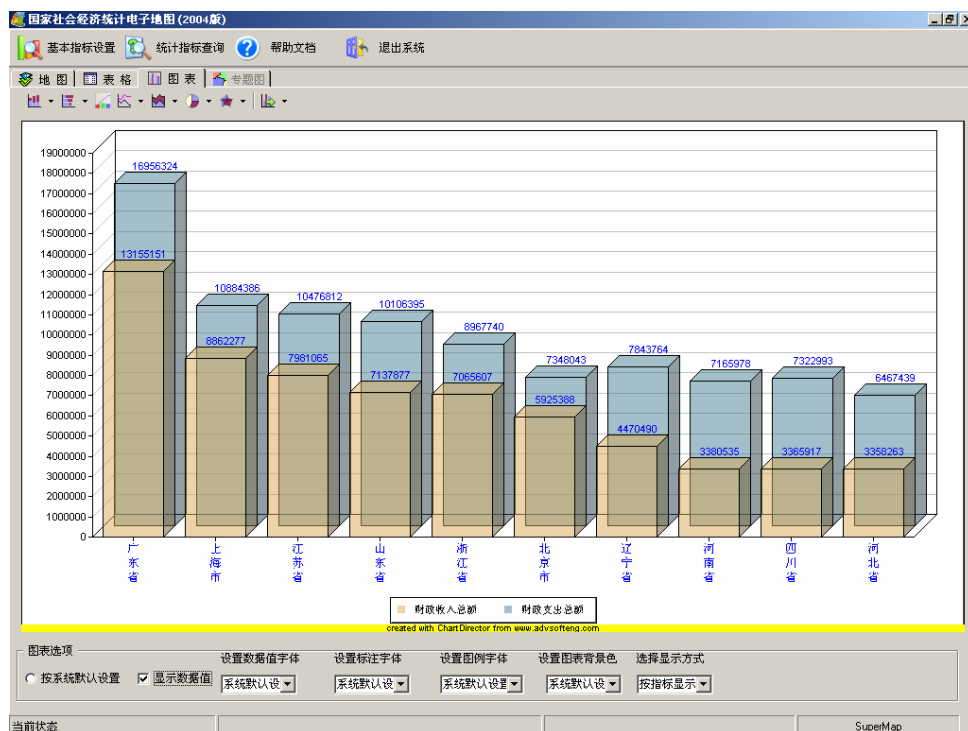 国家社会经济统计电子地图(2004版)
基本指标设置 统计指标查询 帮助文档 退出系统
地图 表格 图表 专题图
19000000
18000000
17000000
16000000
15000000
14000000
13000000
12000000
11000000
10000000
9000000
8000000
7000000
6000000
5000000
4000000
3000000
2000000
1000000
0
16956324
13155151
10884386
8862277
10476812
7981065
10106395
7137877
8967740
7065607
7348043
5925388
7843764
4470490
7165978
3380535
7322993
3365917
6467439
3358263
广东省
上海市
江苏省
山东省
浙江省
北京市
辽宁省
河南省
四川省
河北省
财政收入总额 财政支出总额
created with ChartDirector from www.advsofteng.com
图表选项
按系统默认设置 显示数据值
设置数据值字体 设置标注字体 设置图例字体 设置图表背景色 选择显示方式
系统默认设 系统默认设 系统默认设置 系统默认设 按指标显示
当前状态 SuperMap